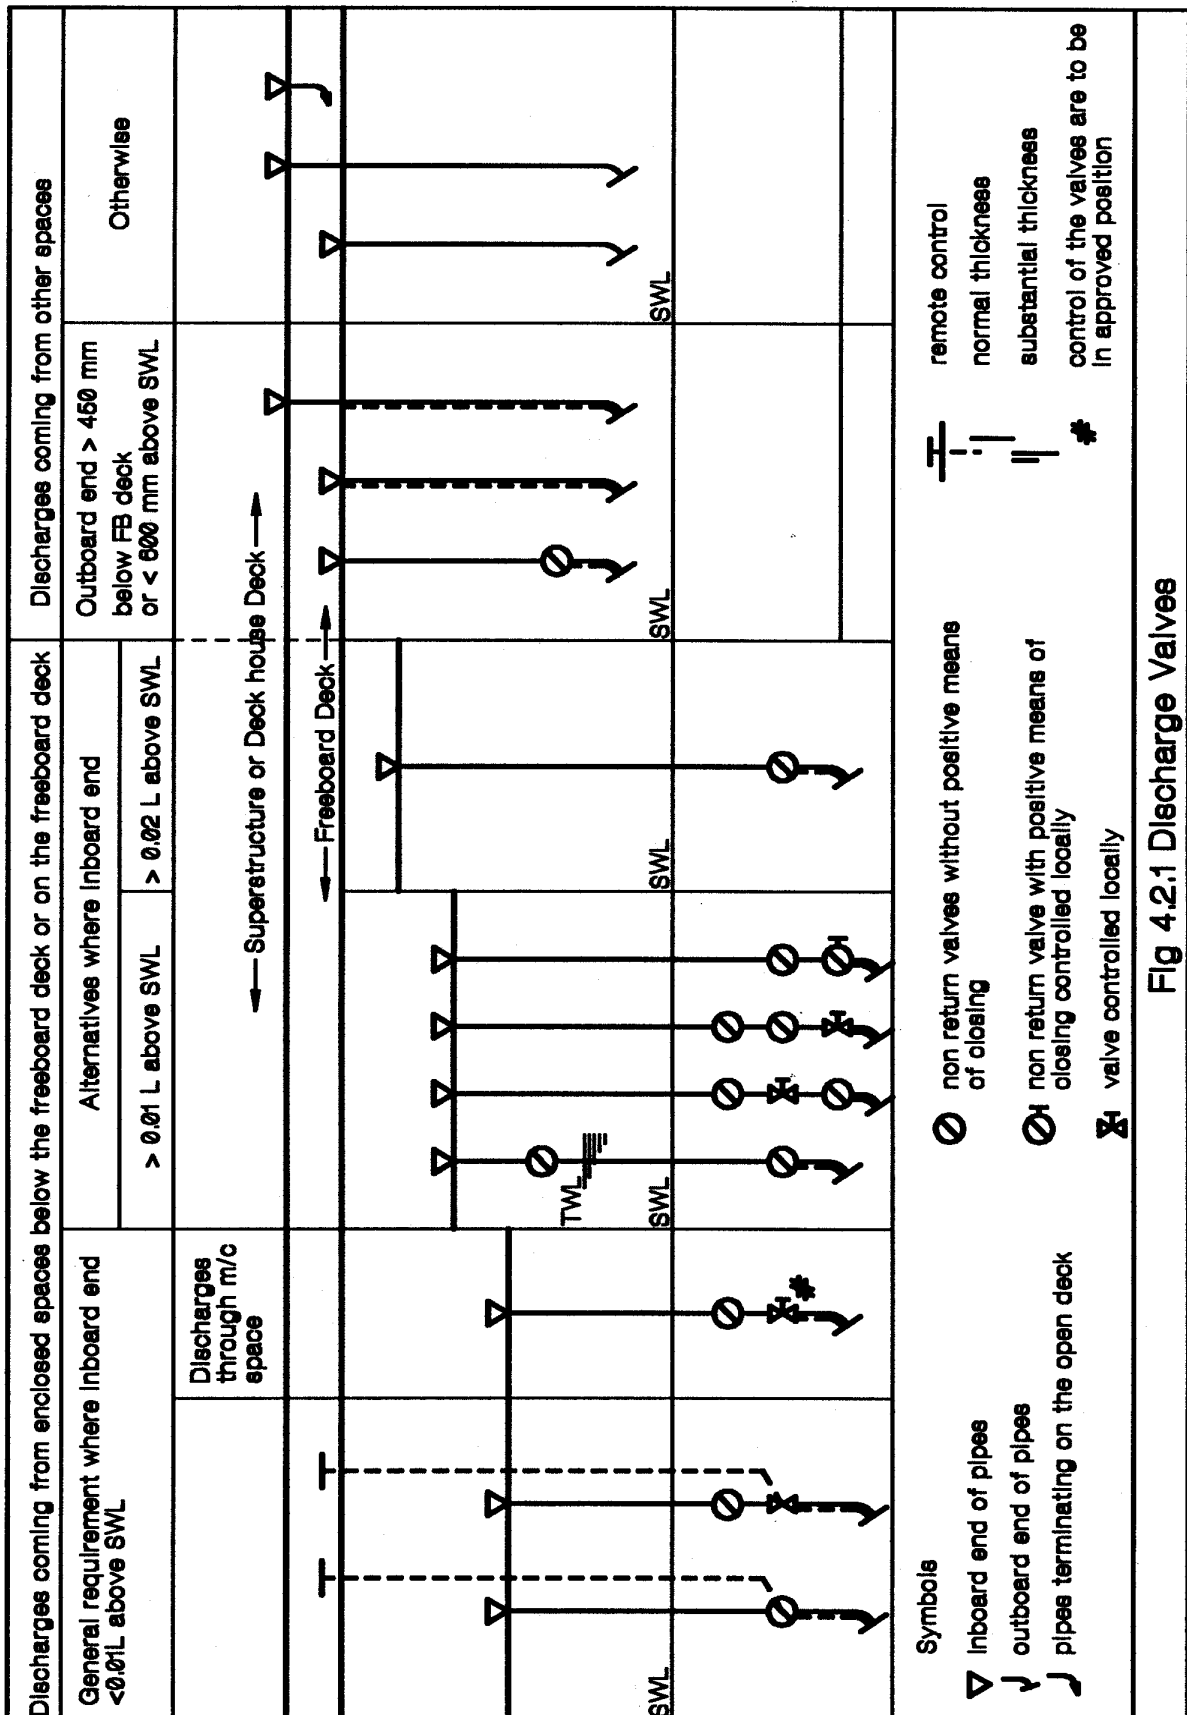 Discharges coming from enclosed spaces below the freeboard deck or on the freeboard deck
Discharges coming from other spaces
General requirement where inboard end
<0.01L above SWL
Alternatives where inboard end
Outboard end > 450 mm
below FB deck
or < 600 mm above SWL
Otherwise
> 0.01 L above SWL
> 0.02 L above SWL
Discharges
through m/c
space
Superstructure or Deck house Deck
Freeboard Deck
TWL
SWL
SWL
SWL
SWL
SWL
#
Symbols
inboard end of pipes
outboard end of pipes
pipes terminating on the open deck
non return valves without positive means
of closing
non return valve with positive means of
closing controlled locally
valve controlled locally
remote control
normal thickness
substantial thickness
# control of the valves are to be
in approved position
Fig 4.2.1 Discharge Valves